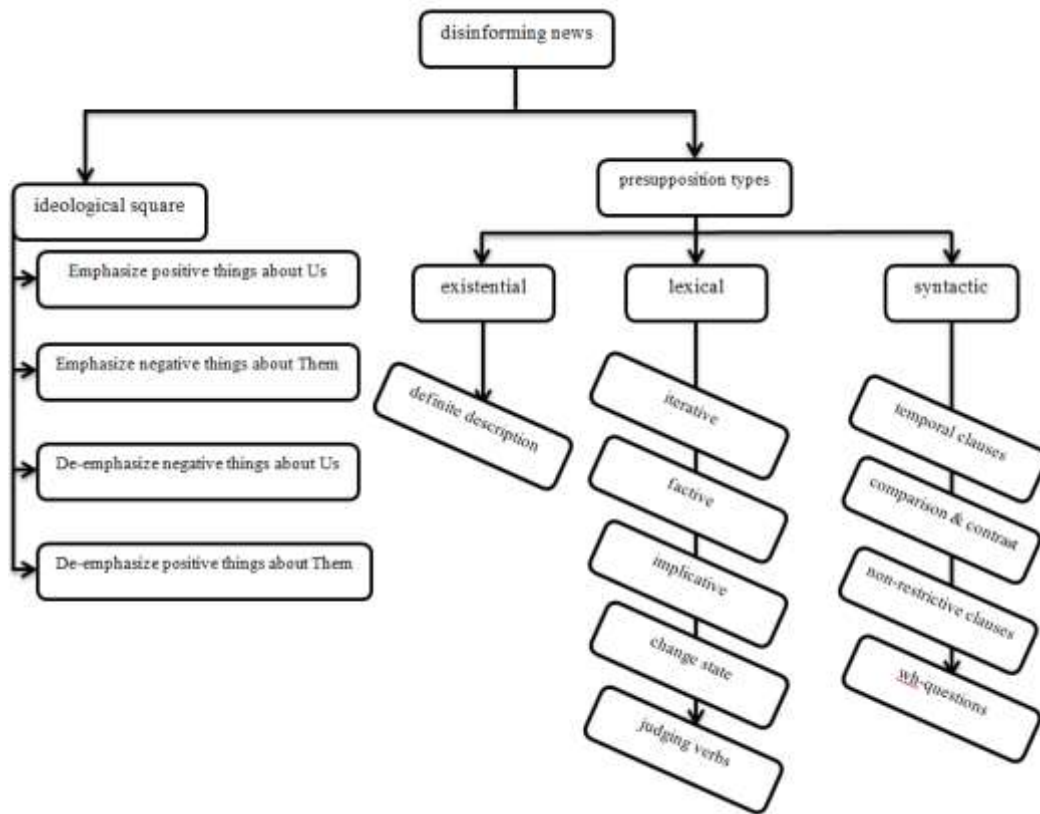 disinforming news
ideological square
presupposition types
Emphasize positive things about Us
Emphasize negative things about Them
De-emphasize negative things about Us
De-emphasize positive things about Them
existential
lexical
syntactic
definite description
iterative
factive
implicative
change state
judging verbs
temporal clauses
comparison & contrast
non-restrictive clauses
wh-questions